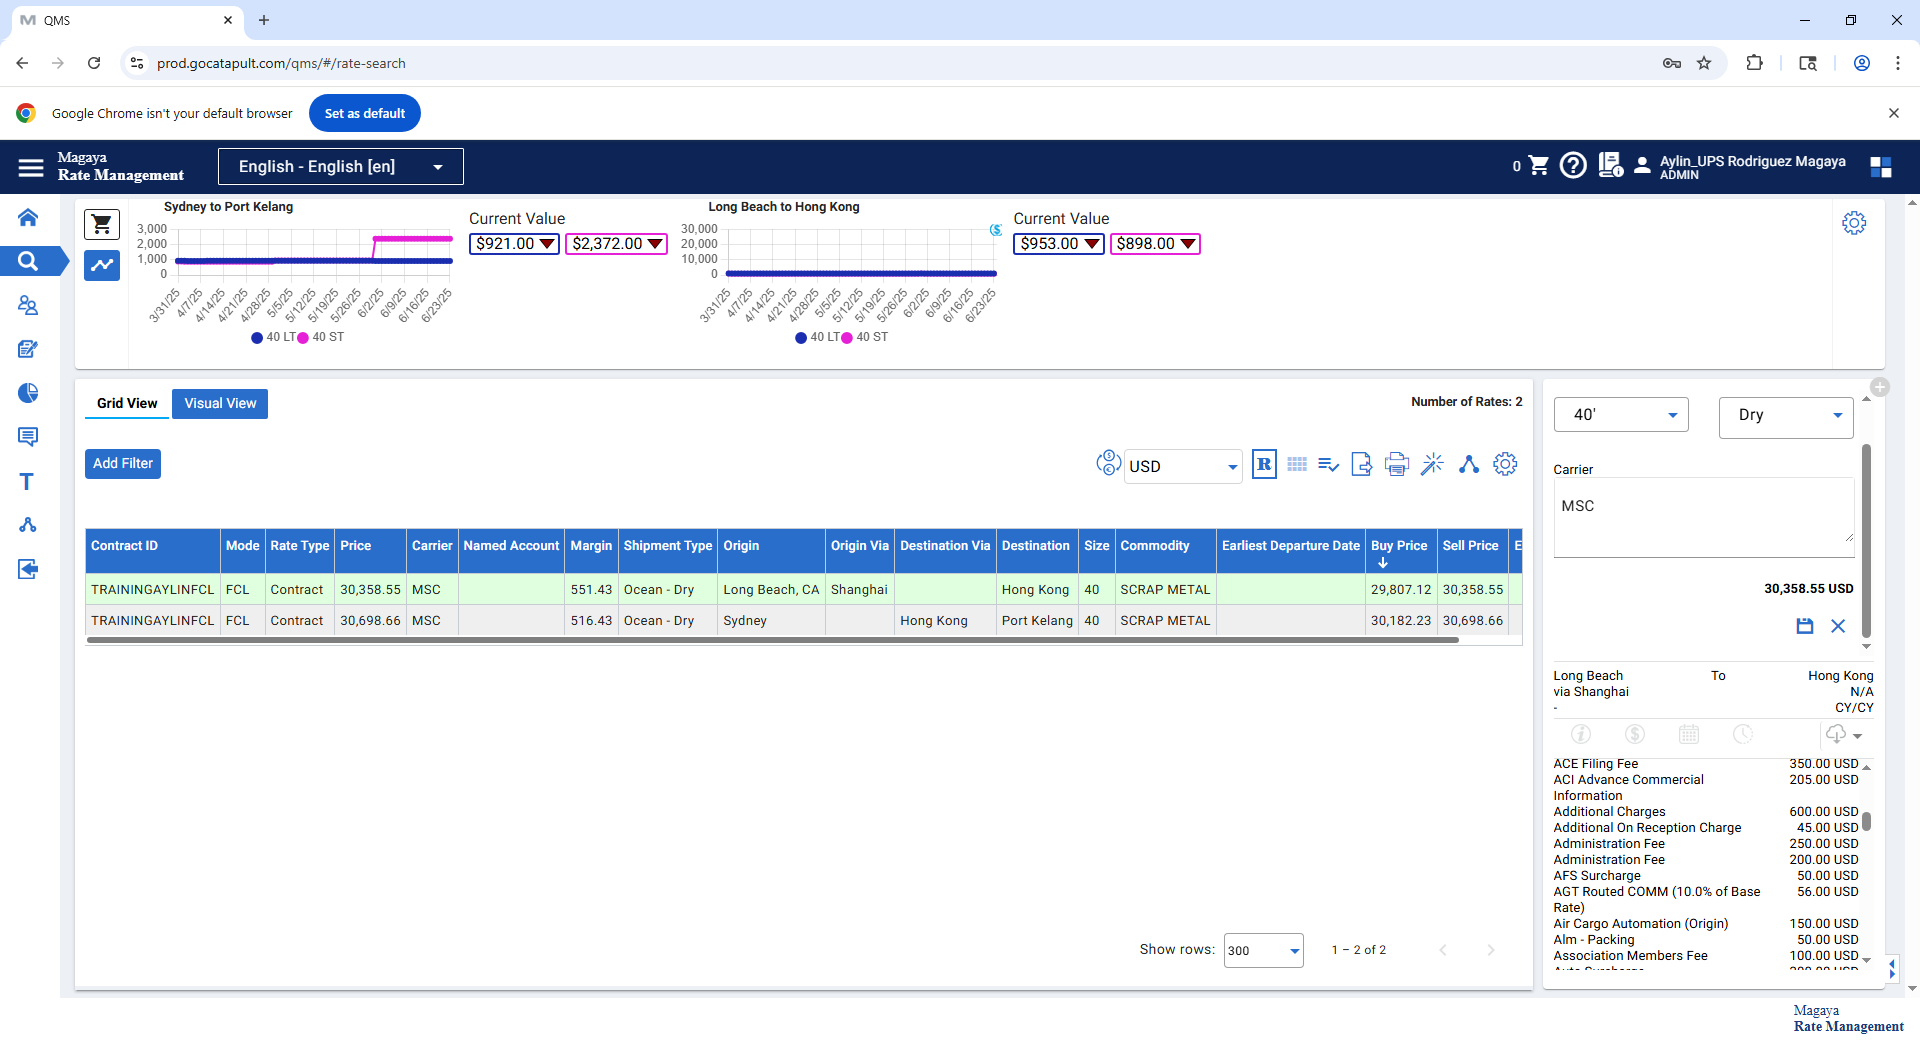 QMS
prod.gocatapult.com/qms/#/rate-search
Google Chrome isn't your default browser
Set as default
Magaya
Rate Management
English - English [en]
0
Aylin_UPS Rodriguez Magaya
ADMIN
Sydney to Port Kelang
3,000
2,000
1,000
0
3/31/25
4/7/25
4/14/25
4/21/25
4/28/25
5/5/25
5/12/25
5/19/25
5/26/25
6/2/25
6/9/25
6/16/25
6/23/25
40 LT 40 ST
Current Value
$921.00 $2,372.00
Long Beach to Hong Kong
30,000
20,000
10,000
0
3/31/25
4/7/25
4/14/25
4/21/25
4/28/25
5/5/25
5/12/25
5/19/25
5/26/25
6/2/25
6/9/25
6/16/25
6/23/25
40 LT 40 ST
Current Value
$953.00 $898.00
Grid View Visual View
Number of Rates: 2
Add Filter
USD
R
Contract ID Mode Rate Type Price Carrier Named Account Margin Shipment Type Origin Origin Via Destination Via Destination Size Commodity Earliest Departure Date Buy Price Sell Price E
TRAININGAYLINFCL FCL Contract 30,358.55 MSC 551.43 Ocean - Dry Long Beach, CA Shanghai Hong Kong 40 SCRAP METAL 29,807.12 30,358.55
TRAININGAYLINFCL FCL Contract 30,698.66 MSC 516.43 Ocean - Dry Sydney Hong Kong Port Kelang 40 SCRAP METAL 30,182.23 30,698.66
Show rows: 300 1 – 2 of 2
40' Dry
Carrier
MSC
30,358.55 USD
Long Beach To Hong Kong
via Shanghai N/A
- CY/CY
ACE Filing Fee 350.00 USD
ACI Advance Commercial 205.00 USD
Information
Additional Charges 600.00 USD
Additional On Reception Charge 45.00 USD
Administration Fee 250.00 USD
Administration Fee 200.00 USD
AFS Surcharge 50.00 USD
AGT Routed COMM (10.0% of Base 56.00 USD
Rate)
Air Cargo Automation (Origin) 150.00 USD
Alm - Packing 50.00 USD
Association Members Fee 100.00 USD
Magaya
Rate Management